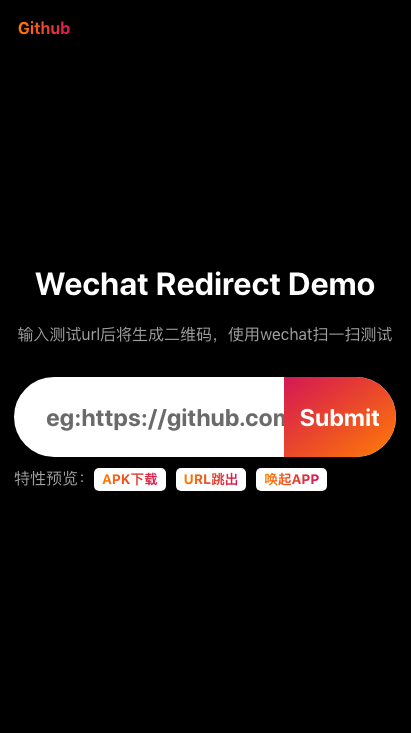 Github
Wechat Redirect Demo
输入测试url后将生成二维码，使用wechat扫一扫测试
eg:https://github.com Submit
特性预览： APK下载 URL跳出 唤起APP